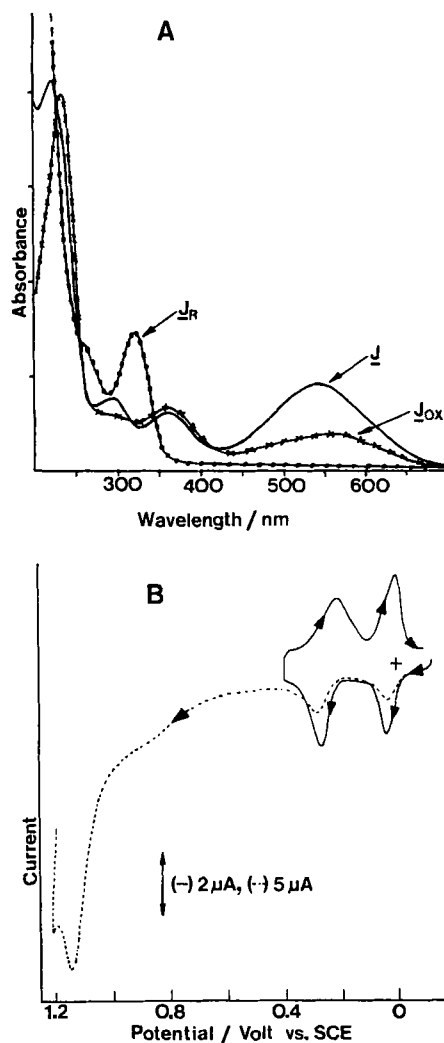 A
Absorbance
J_R
J
J_OX
300 400 500 600
Wavelength / nm
B
+
Current
(—) 2 μA, (··) 5 μA
1.2 0.8 0.4 0
Potential / Volt vs. SCE